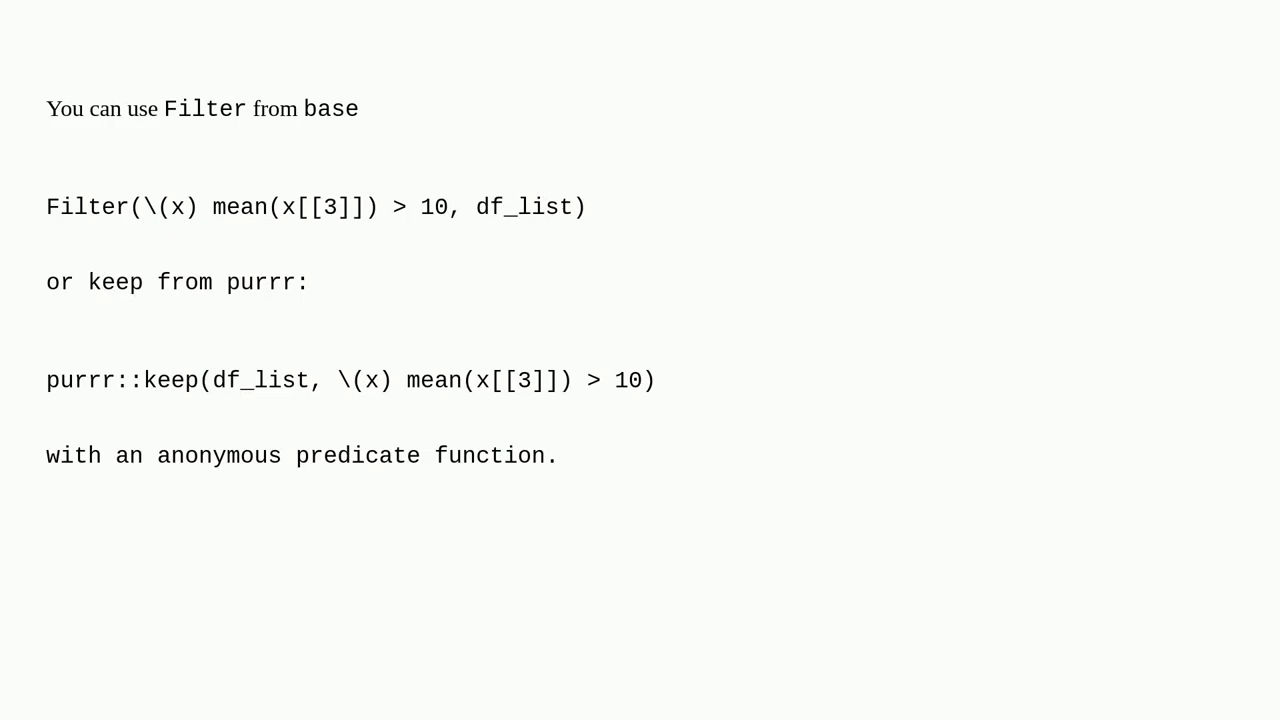 You can use Filter from base
Filter(\(x) mean(x[[3]]) > 10, df_list)
or keep from purrr:
purrr::keep(df_list, \(x) mean(x[[3]]) > 10)
with an anonymous predicate function.